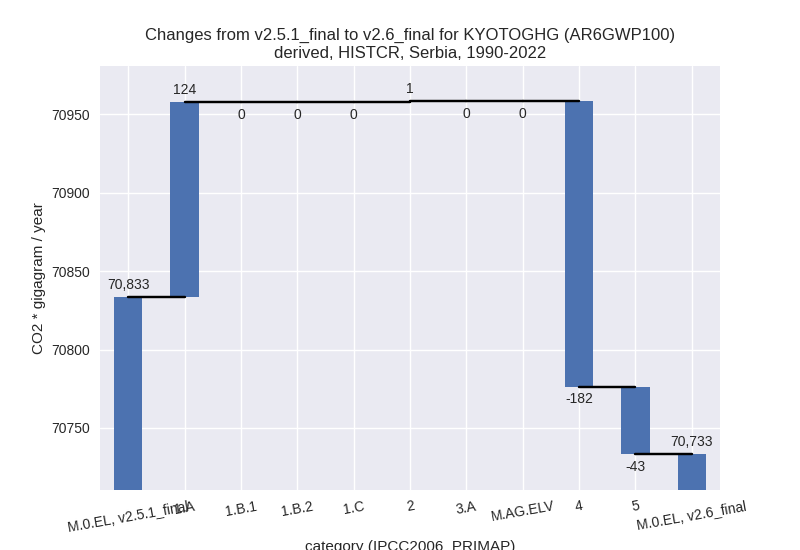 Changes from v2.5.1_final to v2.6_final for KYOTOGHG (AR6GWP100)
derived, HISTCR, Serbia, 1990-2022
CO2 * gigagram / year
70950
70900
70850
70800
70750
70,833
124
0
0
0
1
0
0
-182
-43
70,733
M.0.EL, v2.5.1_final
1.A
1.B.1
1.B.2
1.C
2
3.A
M.AG.ELV
4
5
M.0.EL, v2.6_final
category (IPCC2006_PRIMAP)